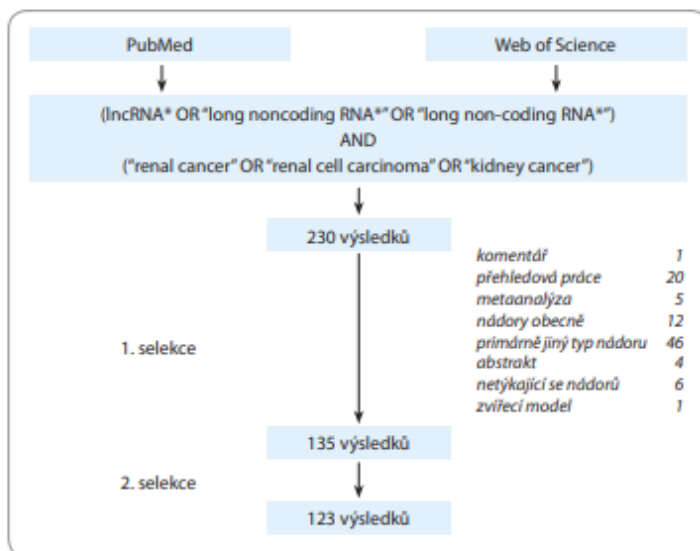 PubMed
Web of Science
(lncRNA* OR “long noncoding RNA*” OR “long non-coding RNA*”)
AND
(“renal cancer” OR “renal cell carcinoma” OR “kidney cancer”)
230 výsledků
komentář 1
přehledová práce 20
metaanalýza 5
nádory obecně 12
primárně jiný typ nádoru 46
abstrakt 4
netýkající se nádorů 6
zvířecí model 1
1. selekce
135 výsledků
2. selekce
123 výsledků